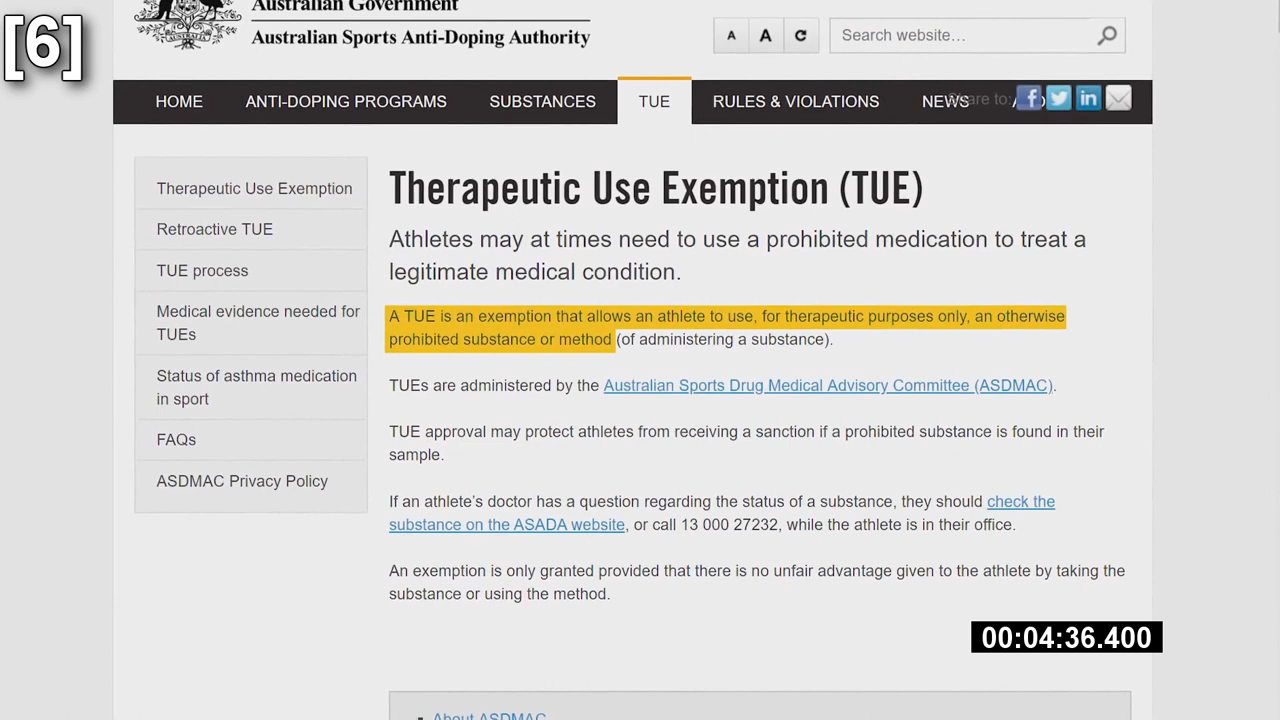 [6]
Australian Government
Australian Sports Anti-Doping Authority
A A Search website...
HOME ANTI-DOPING PROGRAMS SUBSTANCES TUE RULES & VIOLATIONS NEWS
Share to:
Therapeutic Use Exemption
Retroactive TUE
TUE process
Medical evidence needed for
TUEs
Status of asthma medication
in sport
FAQs
ASDMAC Privacy Policy
Therapeutic Use Exemption (TUE)
Athletes may at times need to use a prohibited medication to treat a
legitimate medical condition.
A TUE is an exemption that allows an athlete to use, for therapeutic purposes only, an otherwise
prohibited substance or method (of administering a substance).
TUEs are administered by the Australian Sports Drug Medical Advisory Committee (ASDMAC).
TUE approval may protect athletes from receiving a sanction if a prohibited substance is found in their
sample.
If an athlete's doctor has a question regarding the status of a substance, they should check the
substance on the ASADA website, or call 13 000 27232, while the athlete is in their office.
An exemption is only granted provided that there is no unfair advantage given to the athlete by taking the
substance or using the method.
00:04:36.400
About ASDMAC